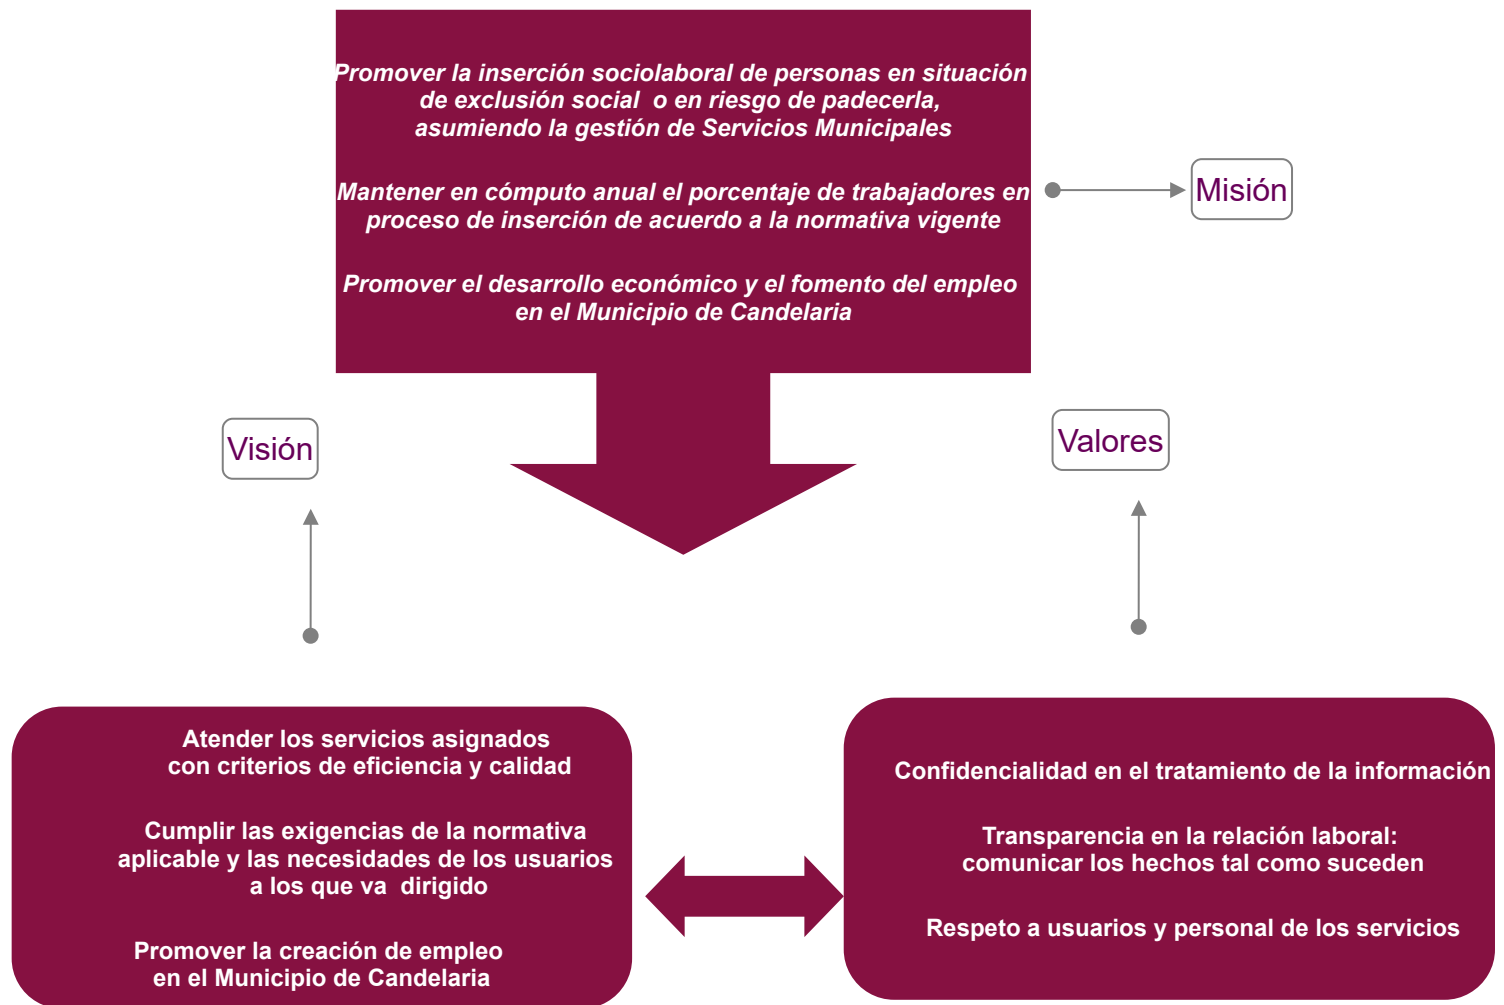 Promover la inserción sociolaboral de personas en situación
de exclusión social o en riesgo de padecerla,
asumiendo la gestión de Servicios Municipales
Mantener en cómputo anual el porcentaje de trabajadores en
proceso de inserción de acuerdo a la normativa vigente
Promover el desarrollo económico y el fomento del empleo
en el Municipio de Candelaria
Misión
Visión
Valores
Atender los servicios asignados
con criterios de eficiencia y calidad
Cumplir las exigencias de la normativa
aplicable y las necesidades de los usuarios
a los que va dirigido
Promover la creación de empleo
en el Municipio de Candelaria
Confidencialidad en el tratamiento de la información
Transparencia en la relación laboral:
comunicar los hechos tal como suceden
Respeto a usuarios y personal de los servicios